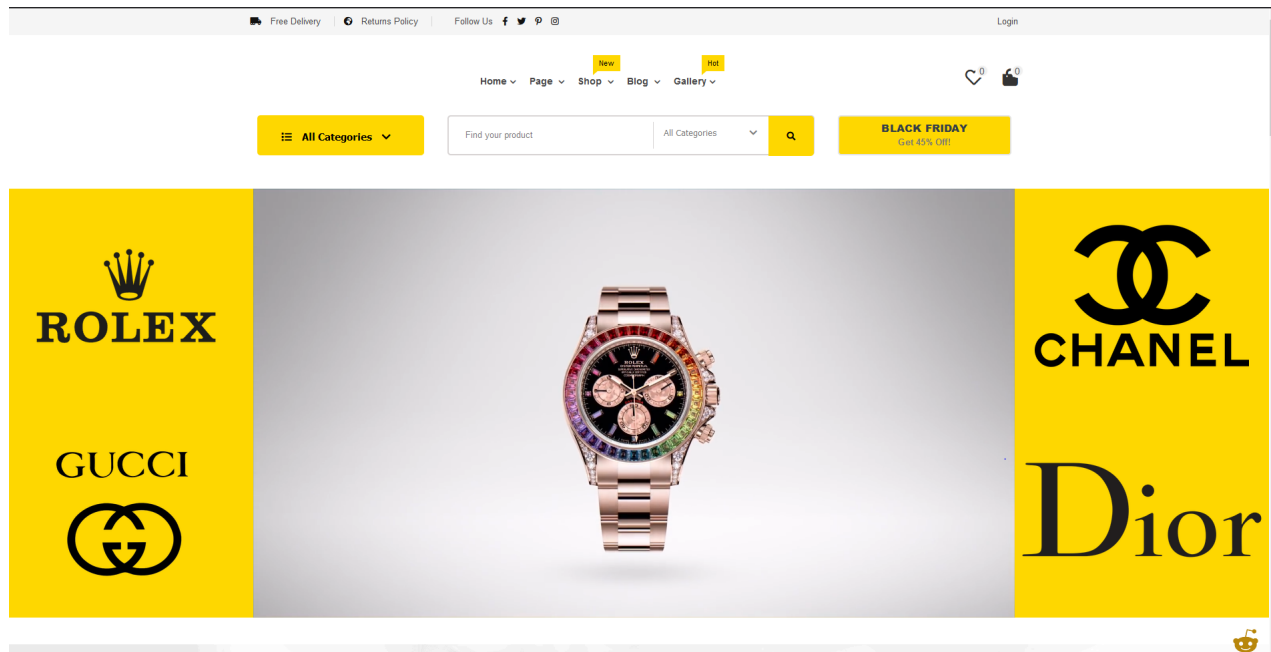 Free Delivery
Returns Policy
Follow Us
Login
New
Hot
Home
Page
Shop
Blog
Gallery
0
0
All Categories
Find your product
All Categories
BLACK FRIDAY
Get 45% Off!
ROLEX
GUCCI
ROLEX
CHANEL
Dior